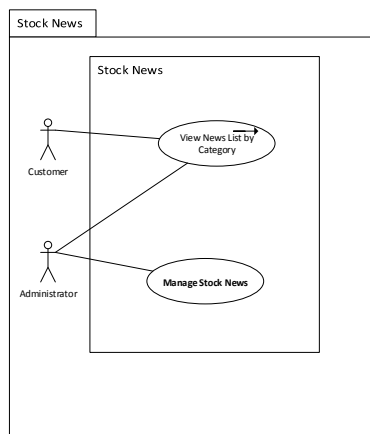 Stock News
Stock News
View News List by
Category
Customer
Administrator
Manage Stock News